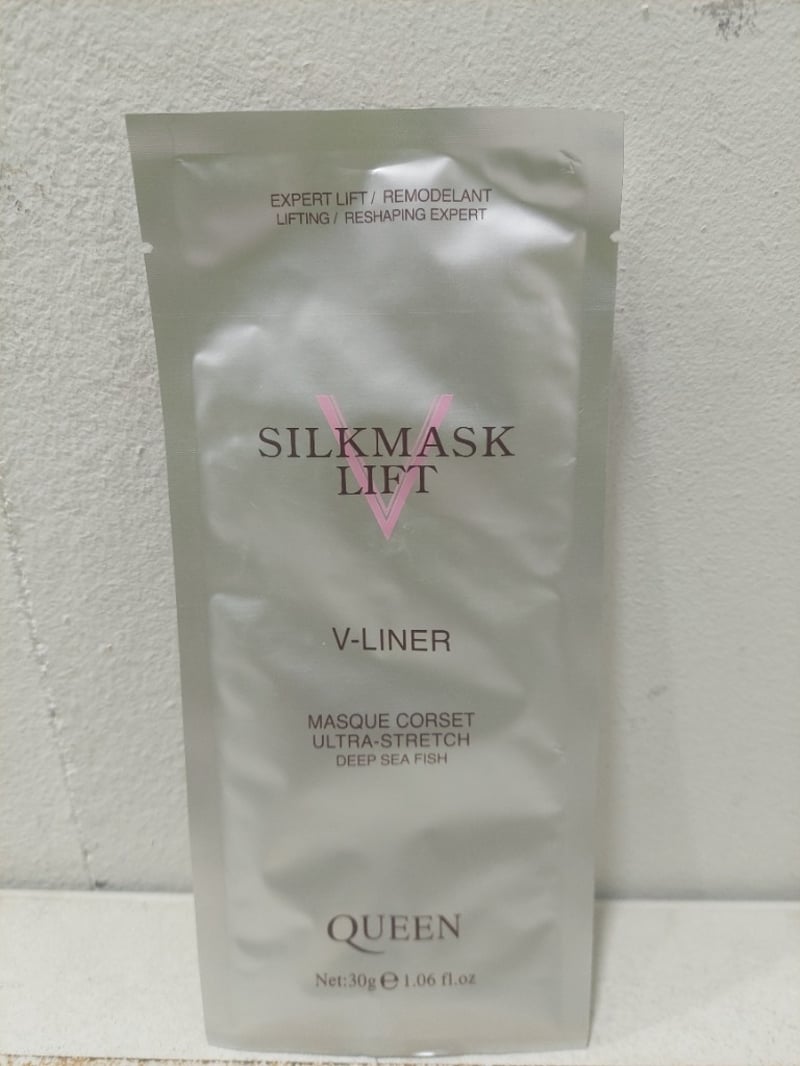 EXPERT LIFT / REMODELANT
LIFTING / RESHAPING EXPERT
SILKMASK
LIFT
V
V-LINER
MASQUE CORSET
ULTRA-STRETCH
DEEP SEA FISH
QUEEN
Net:30g ℮ 1.06 fl.oz